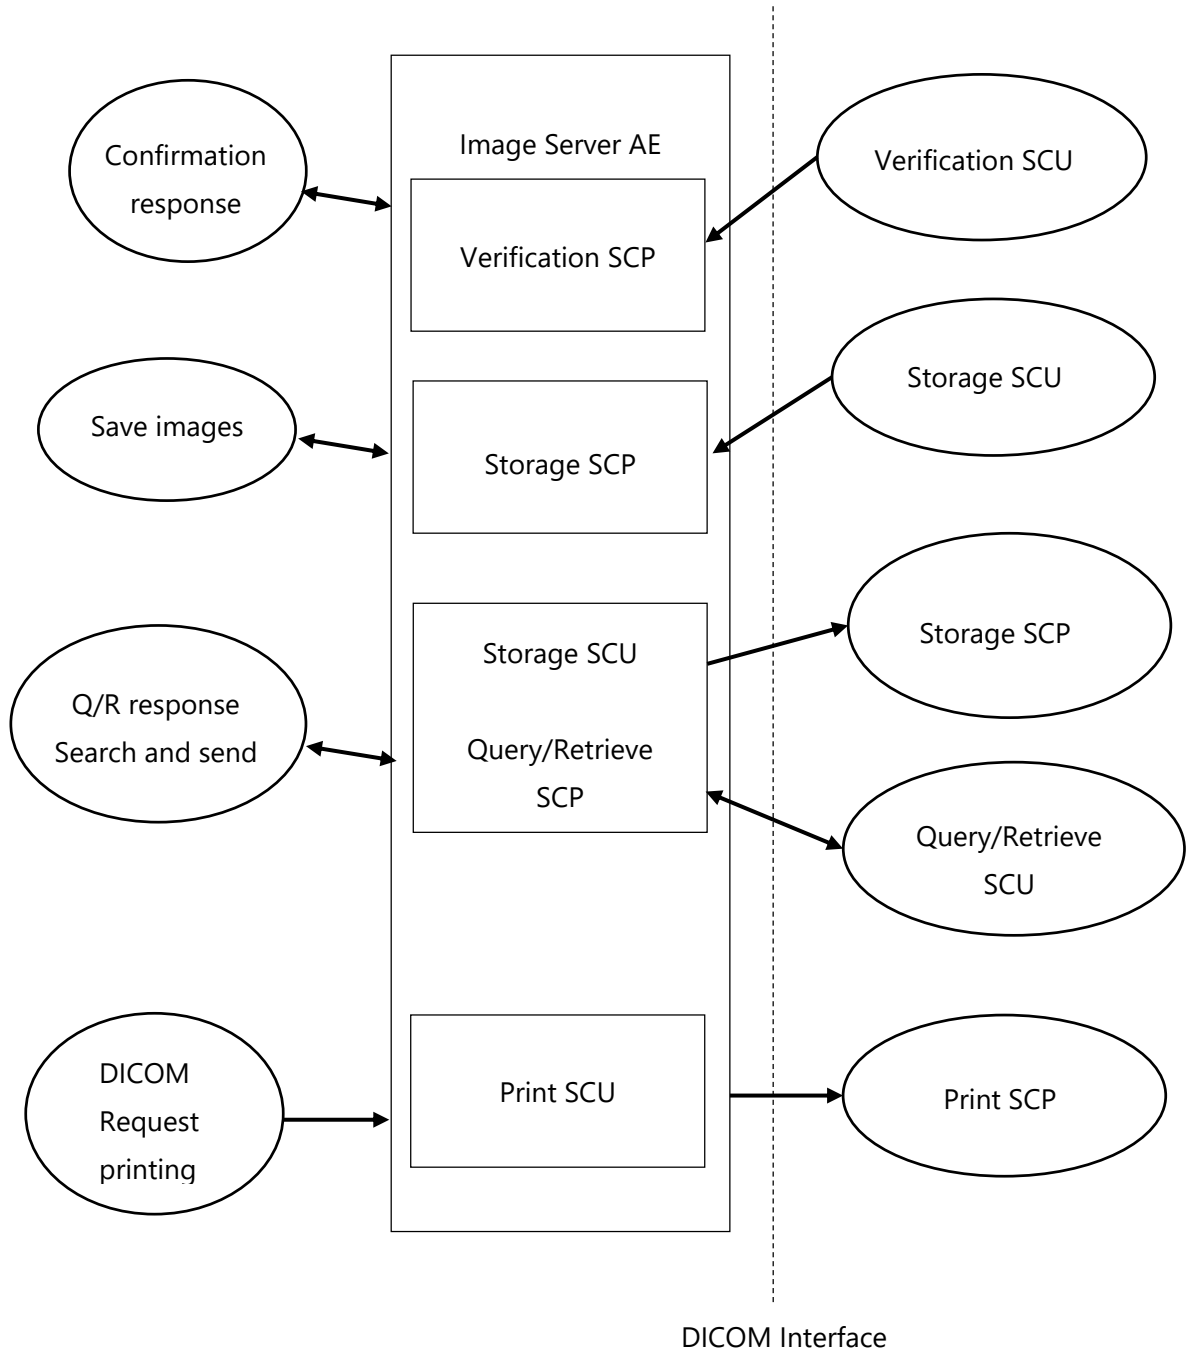 Image Server AE
Confirmation
response
Verification SCU
Verification SCP
Save images
Storage SCU
Storage SCP
Storage SCU
Storage SCP
Q/R response
Search and send
Query/Retrieve
SCP
Query/Retrieve
SCU
DICOM
Request
printing
Print SCU
Print SCP
DICOM Interface